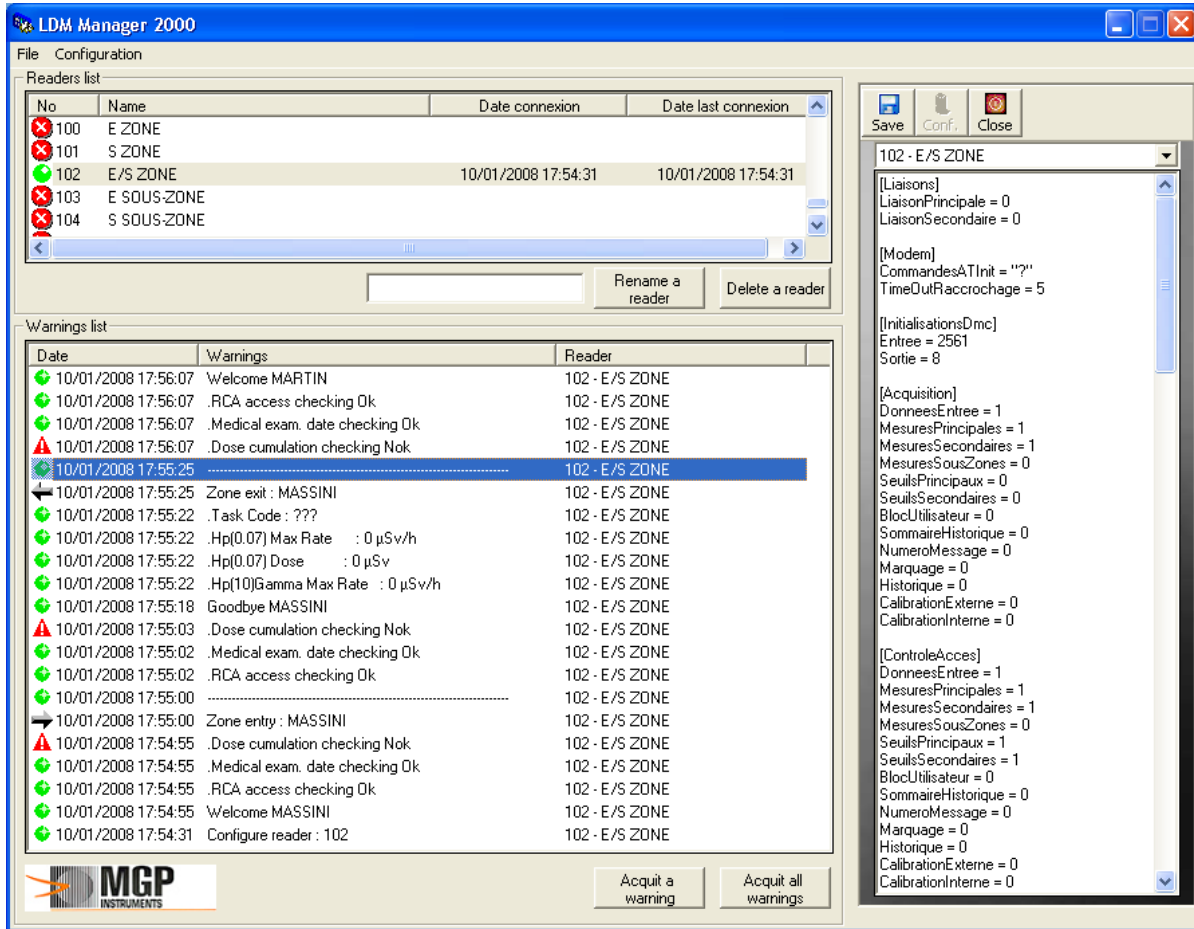 LDM Manager 2000
File Configuration
Readers list
No Name Date connexion Date last connexion
100 E ZONE
101 S ZONE
102 E/S ZONE 10/01/2008 17:54:31 10/01/2008 17:54:31
103 E SOUS-ZONE
104 S SOUS-ZONE
Rename a reader
Delete a reader
Warnings list
Date Warnings Reader
10/01/2008 17:56:07 Welcome MARTIN 102 - E/S ZONE
10/01/2008 17:56:07 .RCA access checking Ok 102 - E/S ZONE
10/01/2008 17:56:07 .Medical exam. date checking Ok 102 - E/S ZONE
10/01/2008 17:56:07 .Dose cumulation checking Nok 102 - E/S ZONE
10/01/2008 17:55:25 ---------------------------------------------------------------------------- 102 - E/S ZONE
10/01/2008 17:55:25 Zone exit : MASSINI 102 - E/S ZONE
10/01/2008 17:55:22 .Task Code : ??? 102 - E/S ZONE
10/01/2008 17:55:22 .Hp(0.07) Max Rate : 0 µSv/h 102 - E/S ZONE
10/01/2008 17:55:22 .Hp(0.07) Dose : 0 µSv 102 - E/S ZONE
10/01/2008 17:55:22 .Hp(10)Gamma Max Rate : 0 µSv/h 102 - E/S ZONE
10/01/2008 17:55:18 Goodbye MASSINI 102 - E/S ZONE
10/01/2008 17:55:03 .Dose cumulation checking Nok 102 - E/S ZONE
10/01/2008 17:55:02 .Medical exam. date checking Ok 102 - E/S ZONE
10/01/2008 17:55:02 .RCA access checking Ok 102 - E/S ZONE
10/01/2008 17:55:00 ---------------------------------------------------------------------------- 102 - E/S ZONE
10/01/2008 17:55:00 Zone entry : MASSINI 102 - E/S ZONE
10/01/2008 17:54:55 .Dose cumulation checking Nok 102 - E/S ZONE
10/01/2008 17:54:55 .Medical exam. date checking Ok 102 - E/S ZONE
10/01/2008 17:54:55 .RCA access checking Ok 102 - E/S ZONE
10/01/2008 17:54:55 Welcome MASSINI 102 - E/S ZONE
10/01/2008 17:54:31 Configure reader : 102 102 - E/S ZONE
MGP
INSTRUMENTS
Acquit a warning
Acquit all warnings
Save Conf. Close
102 - E/S ZONE
[Liaisons]
LiaisonPrincipale = 0
LiaisonSecondaire = 0
[Modem]
CommandesATInit = "?"
TimeOutRaccrochage = 5
[InitialisationsDmc]
Entree = 2561
Sortie = 8
[Acquisition]
DonneesEntree = 1
MesuresPrincipales = 1
MesuresSecondaires = 1
MesuresSousZones = 0
SeuilsPrincipaux = 0
SeuilsSecondaires = 0
BlocUtilisateur = 0
SommaireHistorique = 0
NumeroMessage = 0
Marquage = 0
Historique = 0
CalibrationExterne = 0
CalibrationInterne = 0
[ControleAcces]
DonneesEntree = 1
MesuresPrincipales = 1
MesuresSecondaires = 1
MesuresSousZones = 0
SeuilsPrincipaux = 1
SeuilsSecondaires = 1
BlocUtilisateur = 0
SommaireHistorique = 0
NumeroMessage = 0
Marquage = 0
Historique = 0
CalibrationExterne = 0
CalibrationInterne = 0